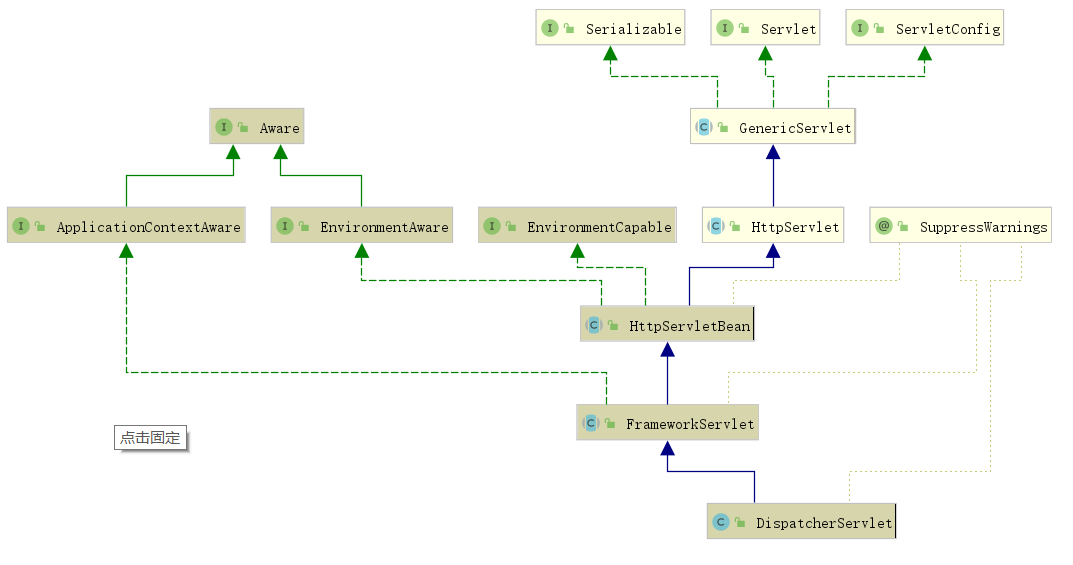 I Serializable
I Servlet
I ServletConfig
I Aware
C GenericServlet
I ApplicationContextAware
I EnvironmentAware
I EnvironmentCapable
C HttpServlet
@ SuppressWarnings
C HttpServletBean
C FrameworkServlet
点击固定
C DispatcherServlet